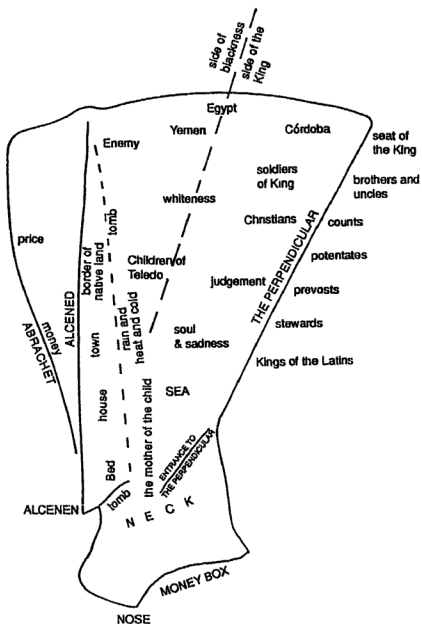 side of
blackness
side of the
King
Egypt
Yemen
Córdoba
Enemy
seat of
the King
soldiers
of King
brothers and
uncles
whiteness
tomb
Christians
counts
price
border of
native land
Children of
Teledo
THE PERPENDICULAR
potentates
judgement
prevosts
ALCENED
money
ABRACHET
town
rain and
heat and cold
soul
& sadness
stewards
Kings of the Latins
house
the mother of the child
SEA
ENTRANCE TO
THE PERPENDICULAR
Bed
tomb
ALCENEN
NECK
MONEY BOX
NOSE